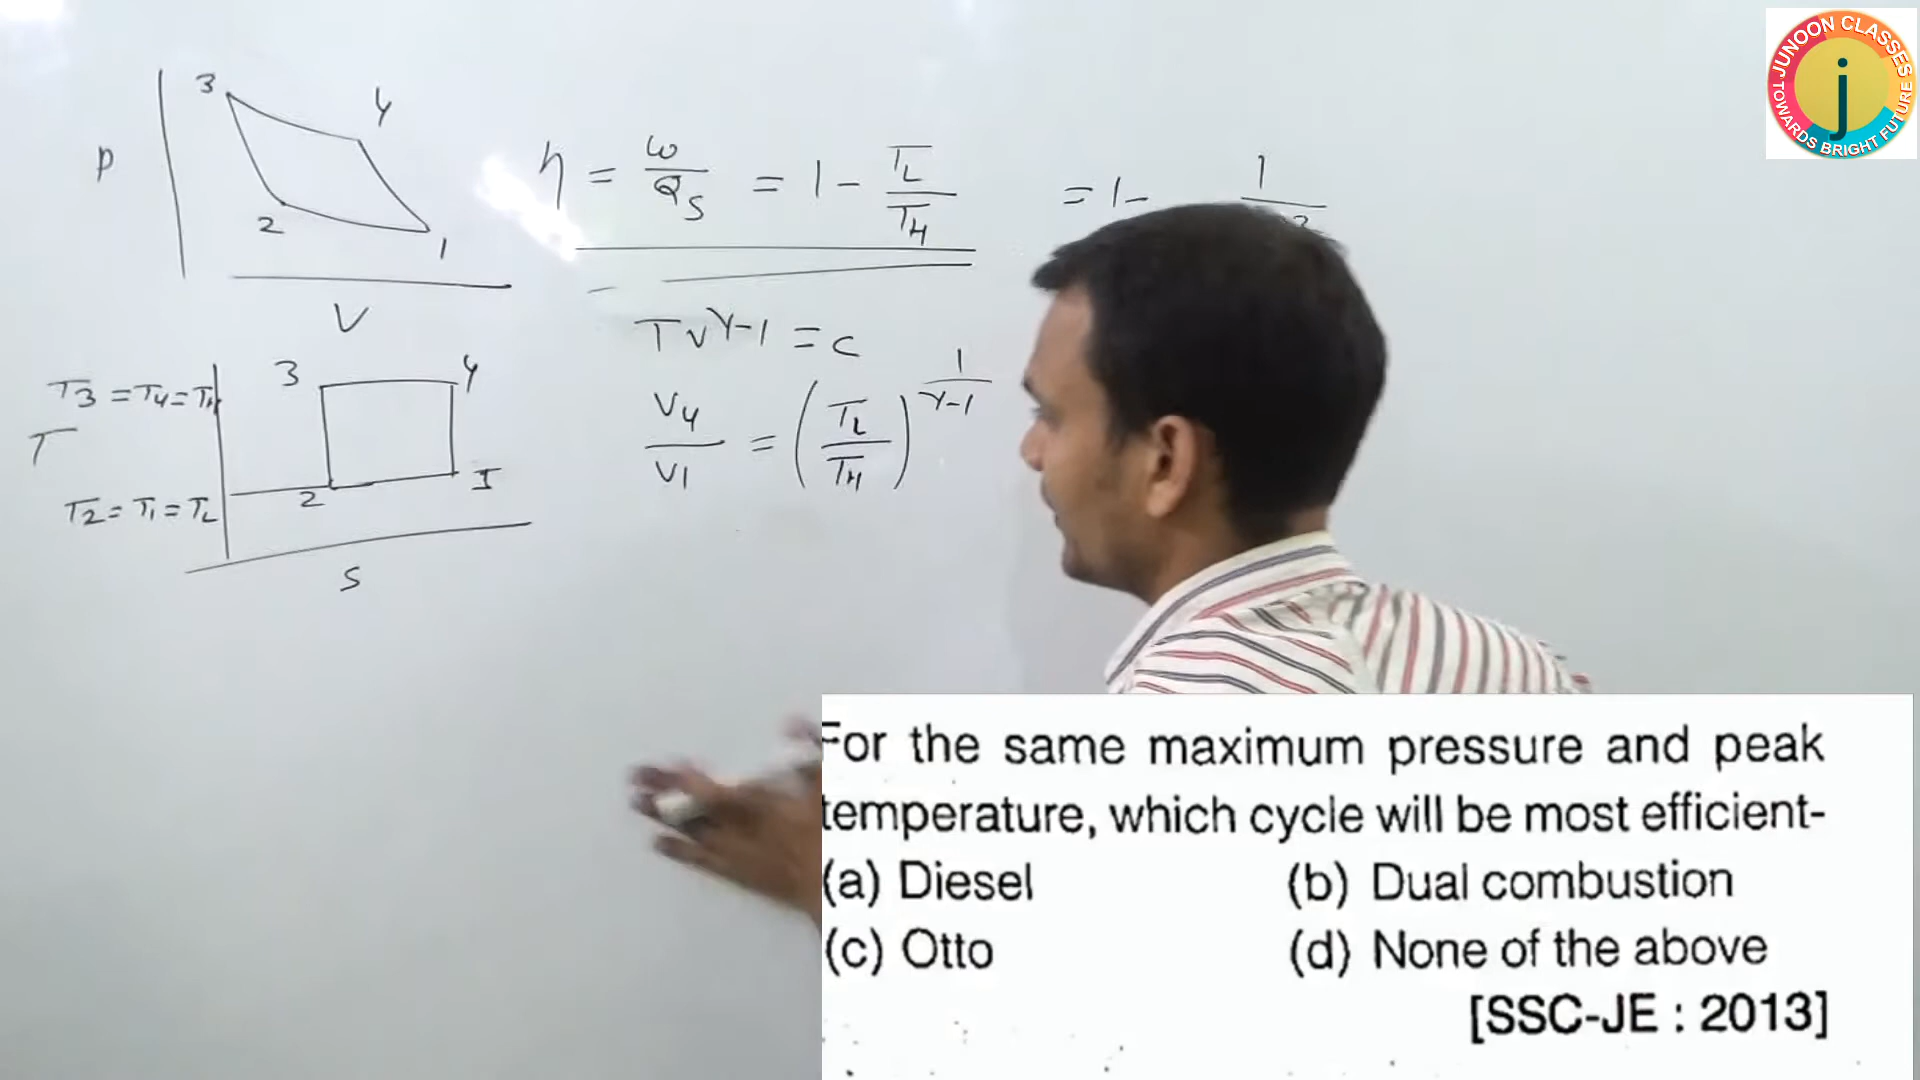 3
4
P
2
1
V
η = W/Qs = 1 - TL/TH = 1 - 1
Tv^γ-1 = c
V4/V1 = (TL/TH)^1/γ-1
T3 = T4 = TH
3
4
T
T2 = T1 = TL
2
1
S
JUNOON CLASSES
j
TOWARDS BRIGHT FUTURE
For the same maximum pressure and peak
temperature, which cycle will be most efficient-
(a) Diesel (b) Dual combustion
(c) Otto (d) None of the above
[SSC-JE : 2013]